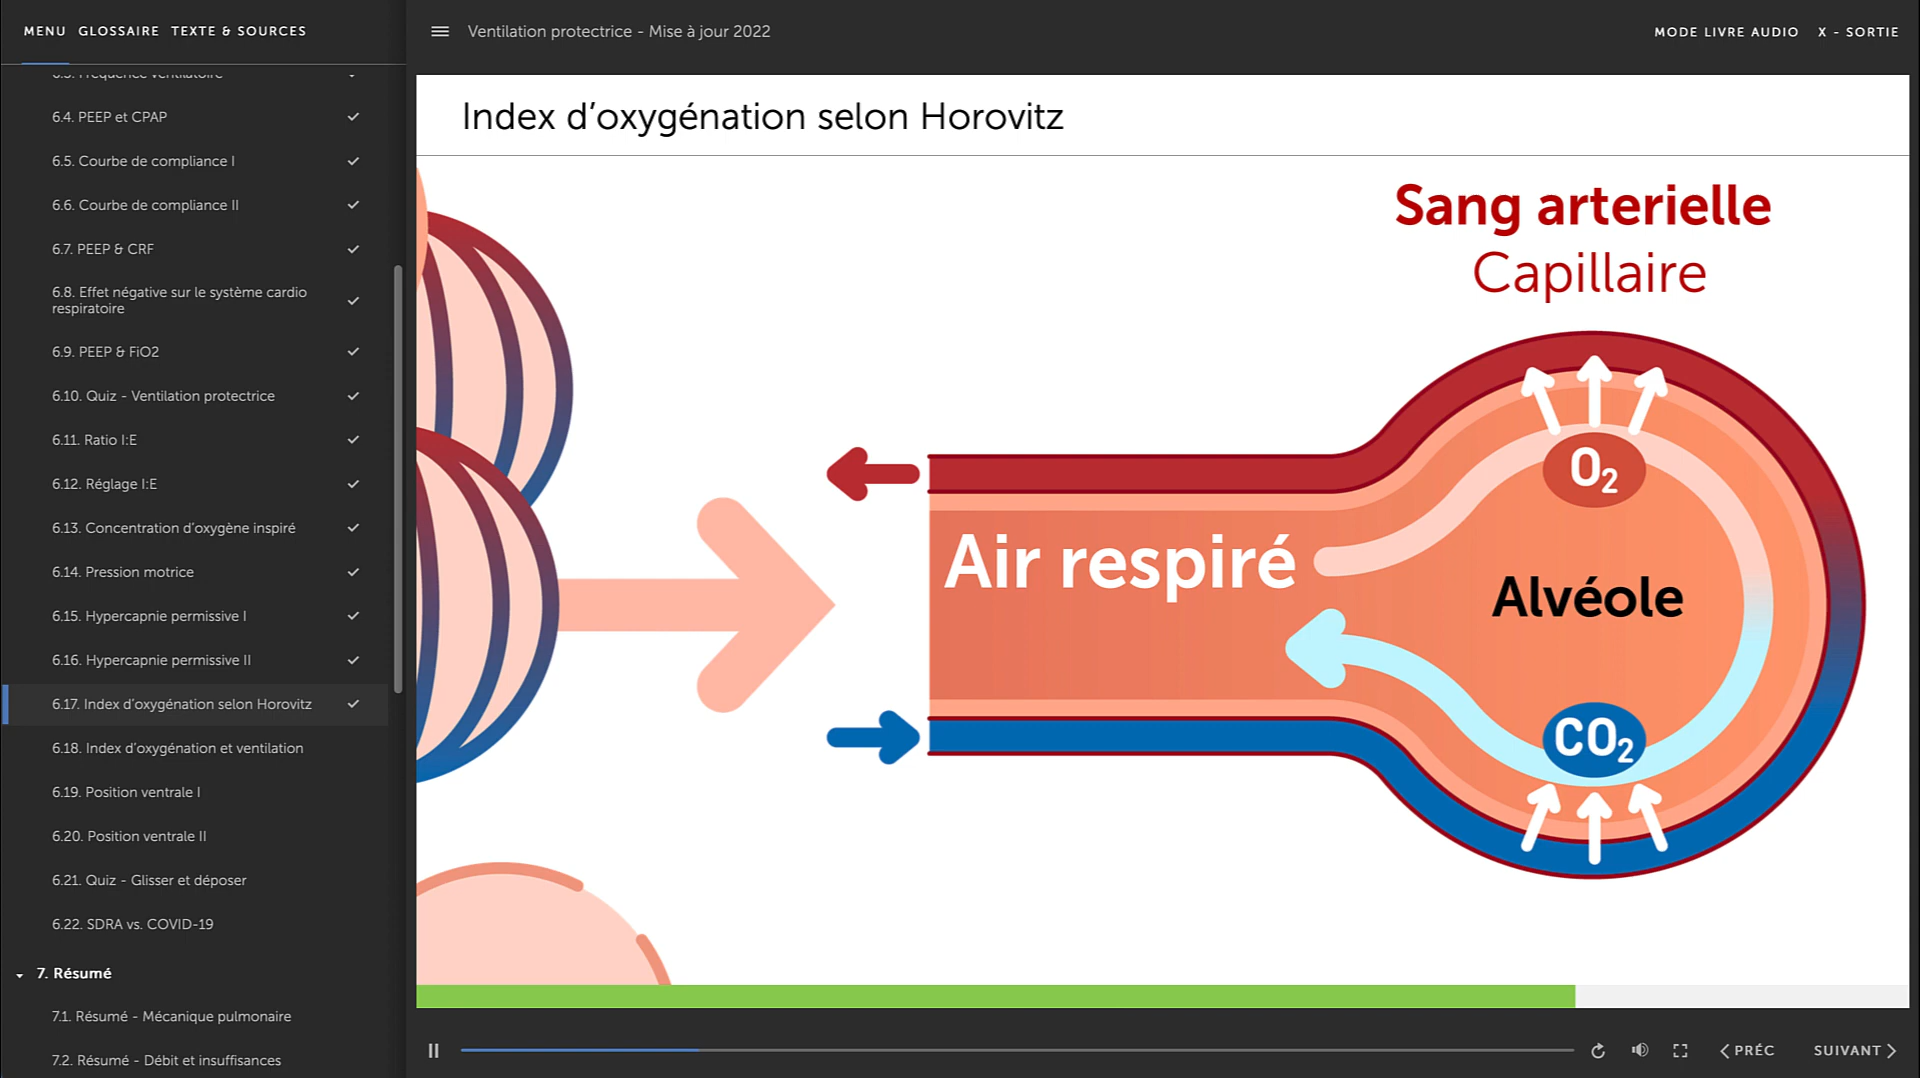 MENU GLOSSAIRE TEXTE & SOURCES
Ventilation protectrice - Mise à jour 2022
MODE LIVRE AUDIO X - SORTIE
6.3. Fréquence ventilatoire
6.4. PEEP et CPAP
6.5. Courbe de compliance I
6.6. Courbe de compliance II
6.7. PEEP & CRF
6.8. Effet négative sur le système cardio
respiratoire
6.9. PEEP & FiO2
6.10. Quiz - Ventilation protectrice
6.11. Ratio I:E
6.12. Réglage I:E
6.13. Concentration d'oxygène inspiré
6.14. Pression motrice
6.15. Hypercapnie permissive I
6.16. Hypercapnie permissive II
6.17. Index d'oxygénation selon Horovitz
6.18. Index d'oxygénation et ventilation
6.19. Position ventrale I
6.20. Position ventrale II
6.21. Quiz - Glisser et déposer
6.22. SDRA vs. COVID-19
7. Résumé
7.1. Résumé - Mécanique pulmonaire
7.2. Résumé - Débit et insuffisances
Index d'oxygénation selon Horovitz
Sang arterielle
Capillaire
O2
Air respiré
Alvéole
CO2
PRÉC
SUIVANT